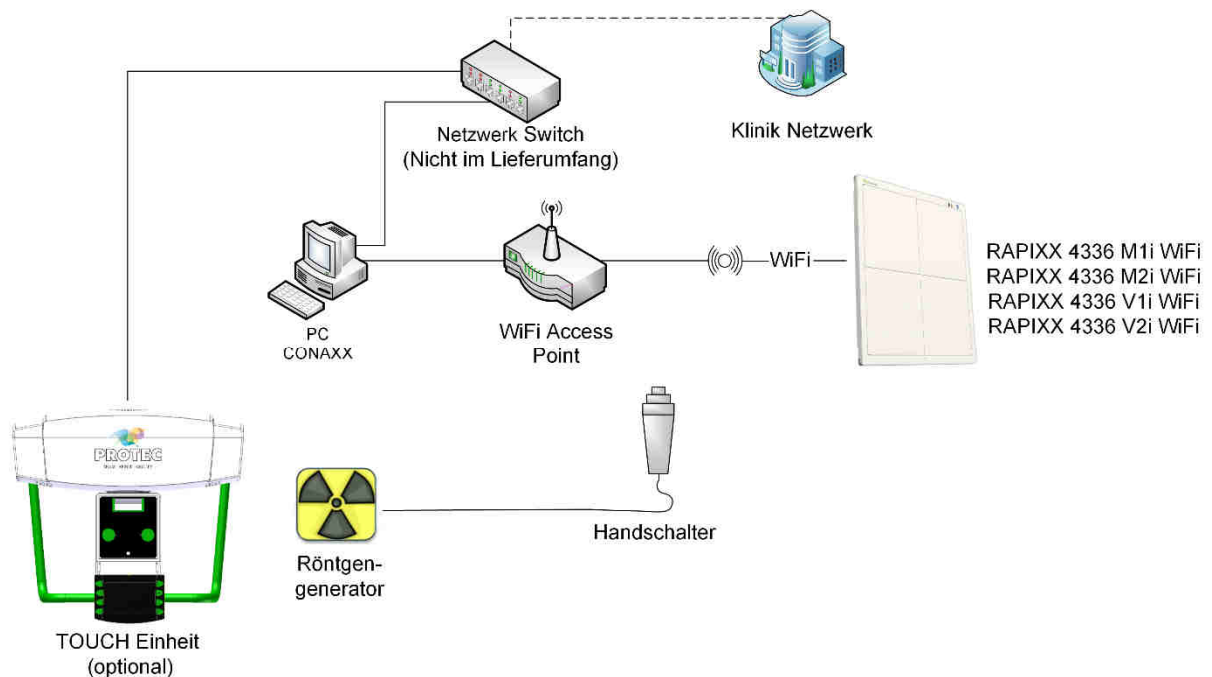 Netzwerk Switch
(Nicht im Lieferumfang)
Klinik Netzwerk
PC
CONAXX
WiFi Access
Point
WiFi
RAPIXX 4336 M1i WiFi
RAPIXX 4336 M2i WiFi
RAPIXX 4336 V1i WiFi
RAPIXX 4336 V2i WiFi
PROTEC
Röntgen-
generator
Handschalter
TOUCH Einheit
(optional)